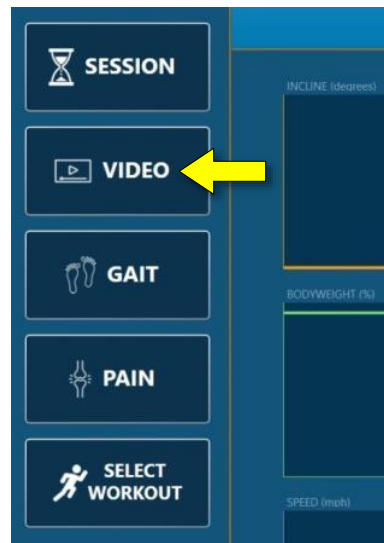 SESSION
VIDEO
GAIT
PAIN
SELECT
WORKOUT
INCLINE (degrees)
BODYWEIGHT (%)
SPEED (mph)